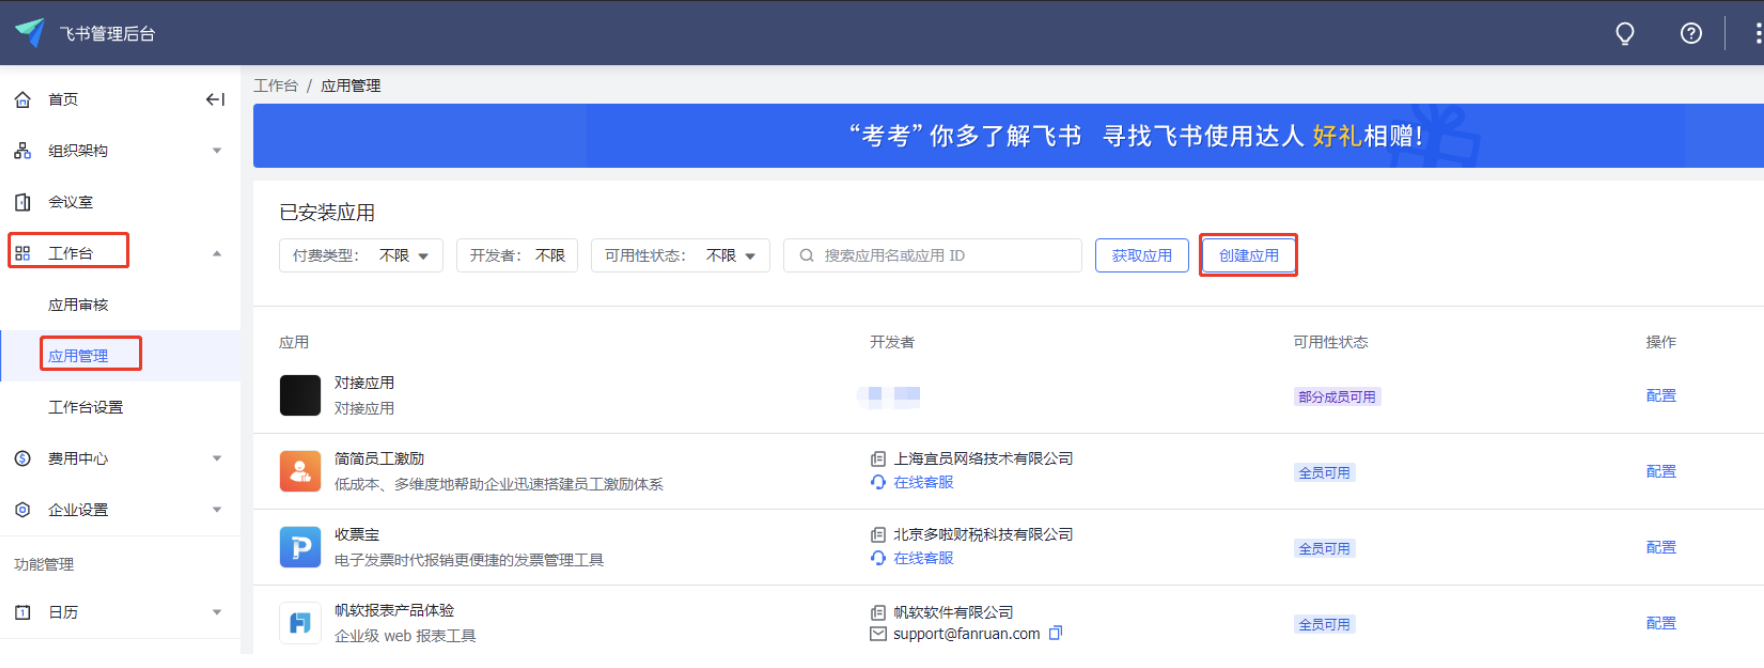 飞书管理后台
首页
组织架构
会议室
工作台
应用审核
应用管理
工作台设置
费用中心
企业设置
功能管理
日历
工作台 / 应用管理
“考考”你多了解飞书 寻找飞书使用达人 好礼相赠!
已安装应用
付费类型: 不限
开发者: 不限
可用性状态: 不限
搜索应用名或应用 ID
获取应用
创建应用
应用 开发者 可用性状态 操作
对接应用
对接应用
部分成员可用
配置
简简员工激励
低成本、多维度地帮助企业迅速搭建员工激励体系
上海宜员网络技术有限公司
在线客服
全员可用
配置
收票宝
电子发票时代报销更便捷的发票管理工具
北京多啦财税科技有限公司
在线客服
全员可用
配置
帆软报表产品体验
企业级 web 报表工具
帆软软件有限公司
support@fanruan.com
全员可用
配置